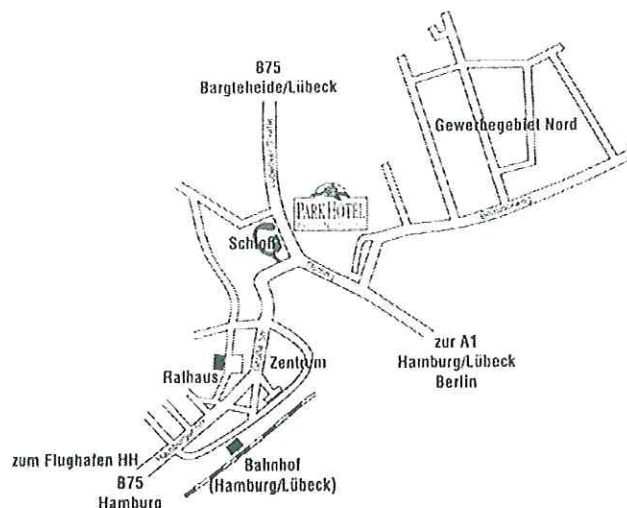 B75
Bargteheide/Lübeck
Gewerbegebiet Nord
PARK HOTEL
Schloß
zur A1
Hamburg/Lübeck
Berlin
Zentrum
Rathaus
zum Flughafen HH
B75
Hamburg
Bahnhof
(Hamburg/Lübeck)